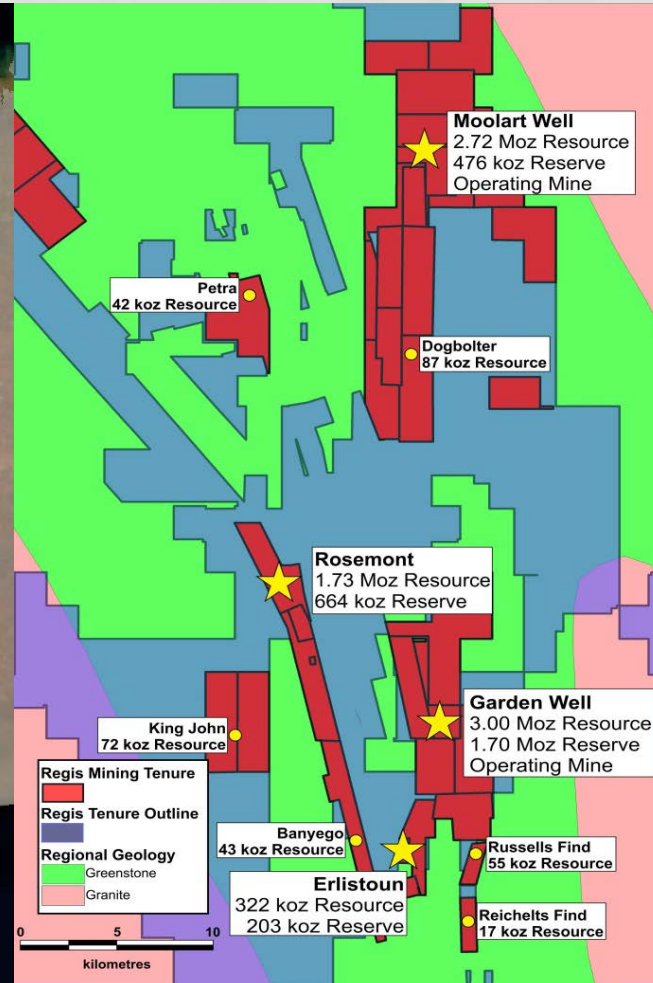 Moolart Well
2.72 Moz Resource
476 koz Reserve
Operating Mine
Petra
42 koz Resource
Dogbolter
87 koz Resource
Rosemont
1.73 Moz Resource
664 koz Reserve
Garden Well
3.00 Moz Resource
1.70 Moz Reserve
Operating Mine
King John
72 koz Resource
Regis Mining Tenure
Regis Tenure Outline
Regional Geology
Greenstone
Granite
Banyego
43 koz Resource
Russells Find
55 koz Resource
Erlistoun
322 koz Resource
203 koz Reserve
Reichelts Find
17 koz Resource
0 5 10
kilometres